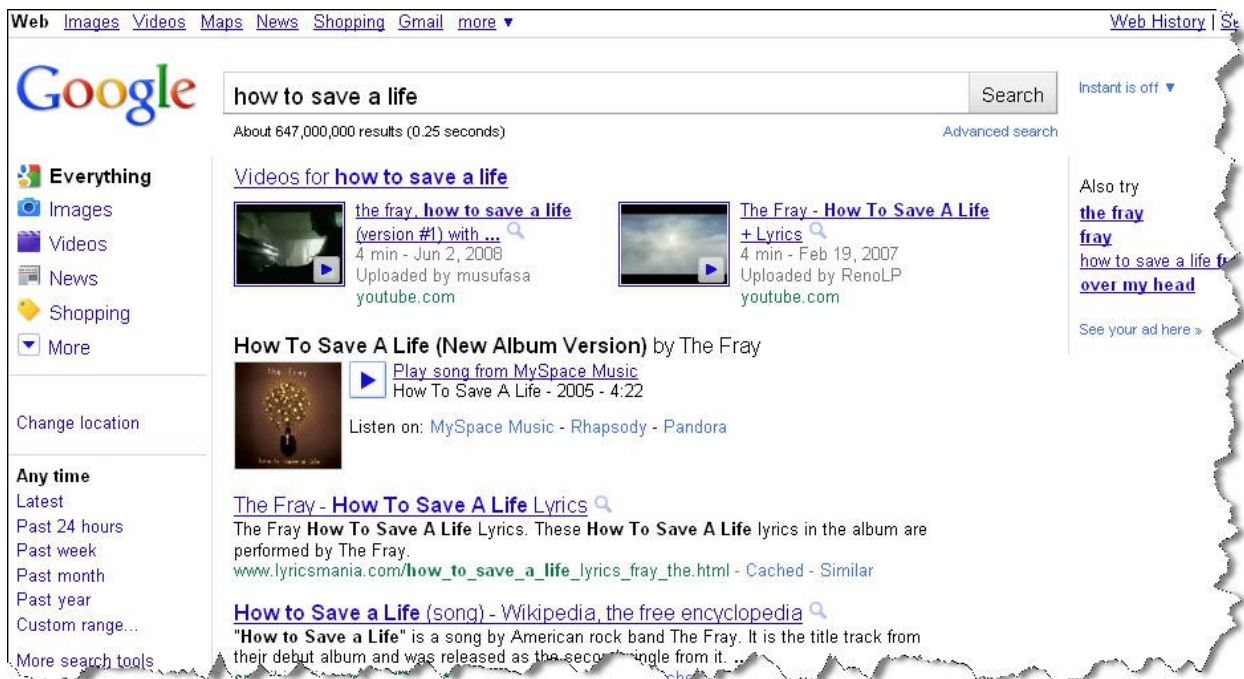 Web Images Videos Maps News Shopping Gmail more ▼
Web History |
Google
how to save a life
Search
Instant is off ▼
About 647,000,000 results (0.25 seconds)
Advanced search
Everything
Images
Videos
News
Shopping
More
Change location
Any time
Latest
Past 24 hours
Past week
Past month
Past year
Custom range...
More search tools
Videos for how to save a life
the fray, how to save a life
(version #1) with ...
4 min - Jun 2, 2008
Uploaded by musufasa
youtube.com
The Fray - How To Save A Life
+ Lyrics
4 min - Feb 19, 2007
Uploaded by RenoLP
youtube.com
How To Save A Life (New Album Version) by The Fray
the fray
how to save a life
Play song from MySpace Music
How To Save A Life - 2005 - 4:22
Listen on: MySpace Music - Rhapsody - Pandora
The Fray - How To Save A Life Lyrics
The Fray How To Save A Life Lyrics. These How To Save A Life lyrics in the album are
performed by The Fray.
www.lyricsmania.com/how_to_save_a_life_lyrics_fray_the.html - Cached - Similar
How to Save a Life (song) - Wikipedia, the free encyclopedia
"How to Save a Life" is a song by American rock band The Fray. It is the title track from
their debut album and was released as the second single from it. ...
Also try
the fray
fray
how to save a life
over my head
See your ad here »